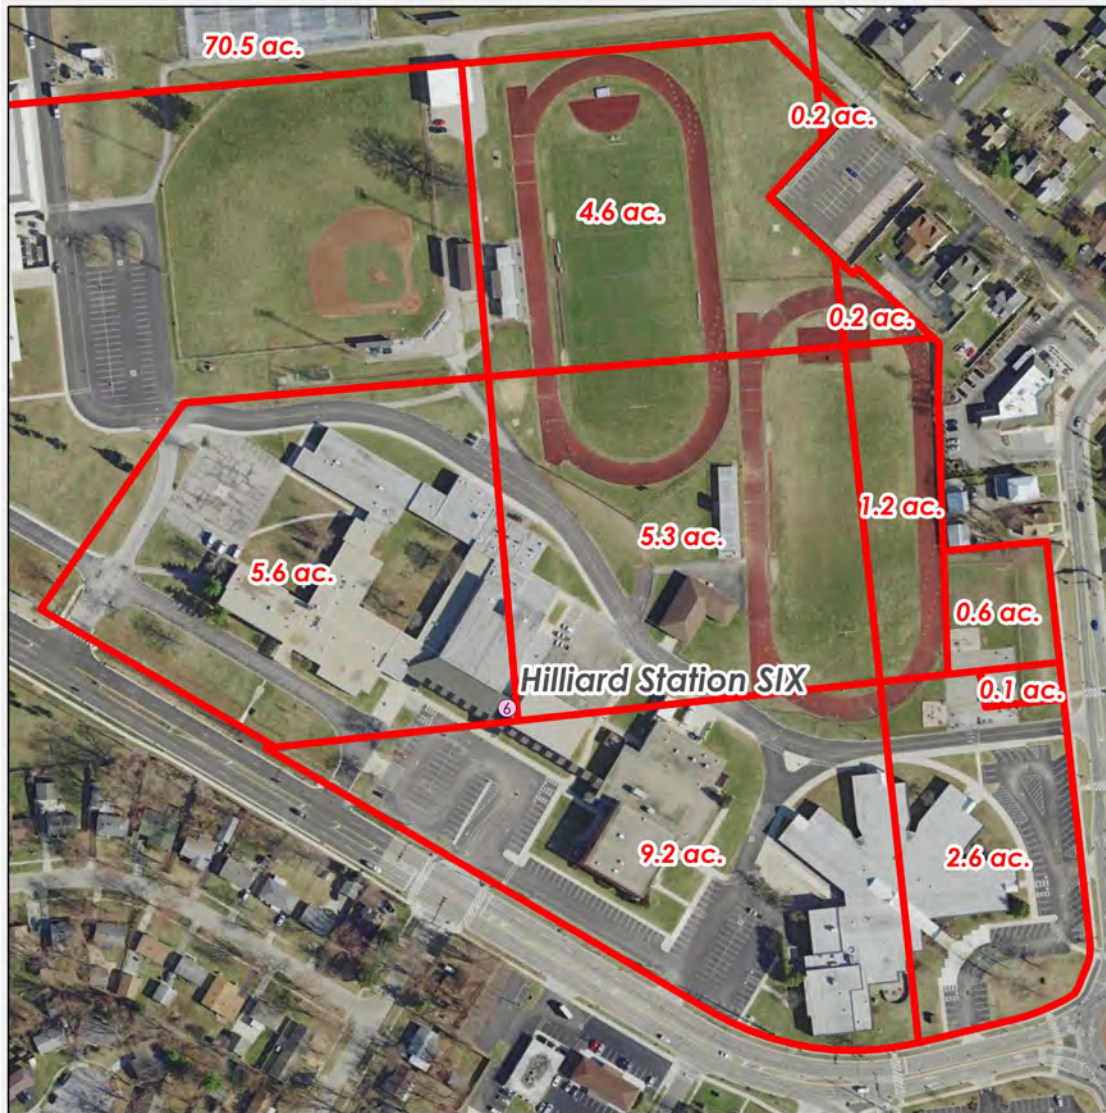 70.5 ac.
0.2 ac.
4.6 ac.
0.2 ac.
1.2 ac.
5.3 ac.
5.6 ac.
0.6 ac.
Hilliard Station SIX
0.1 ac.
6
9.2 ac.
2.6 ac.